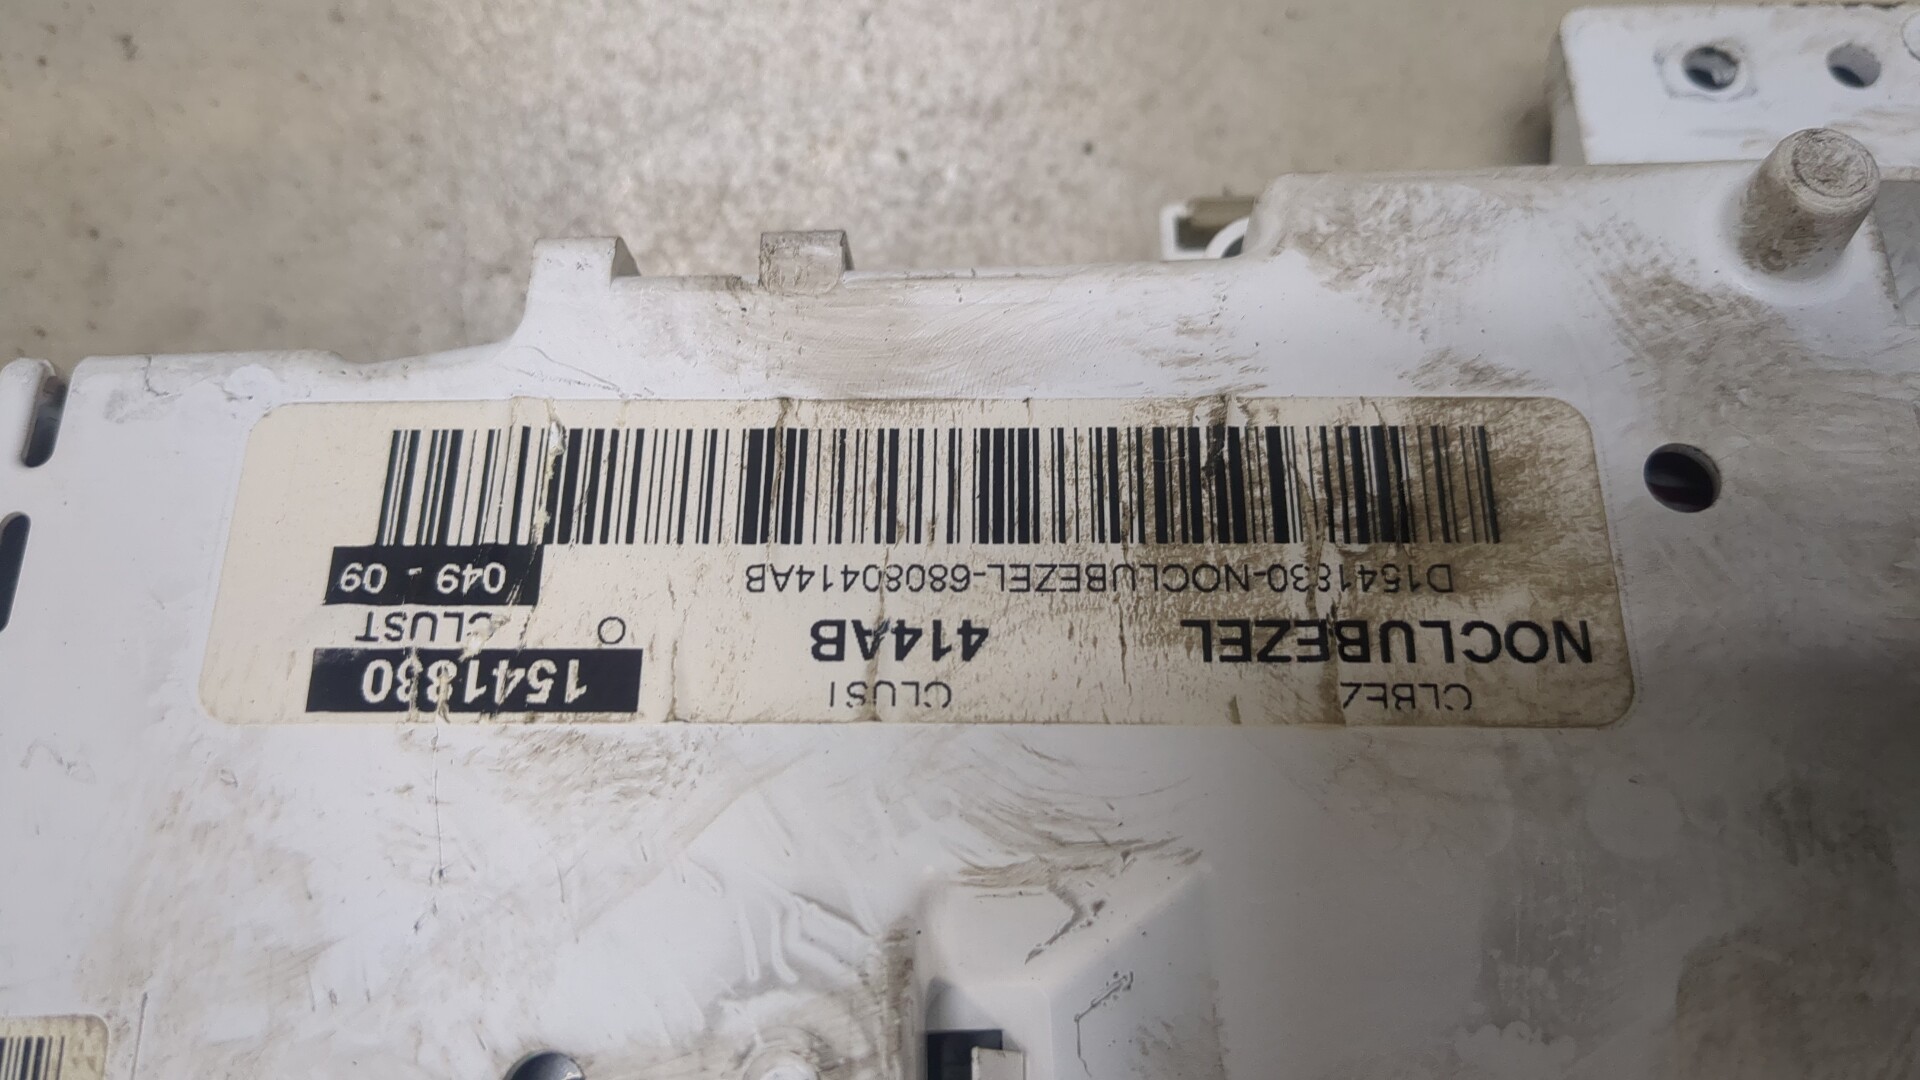 CLBEZ CLUST 1541830
NOCLUBEZEL 414AB O CLUST
D1541830-NOCLUBEZEL-68080414AB 049 - 09